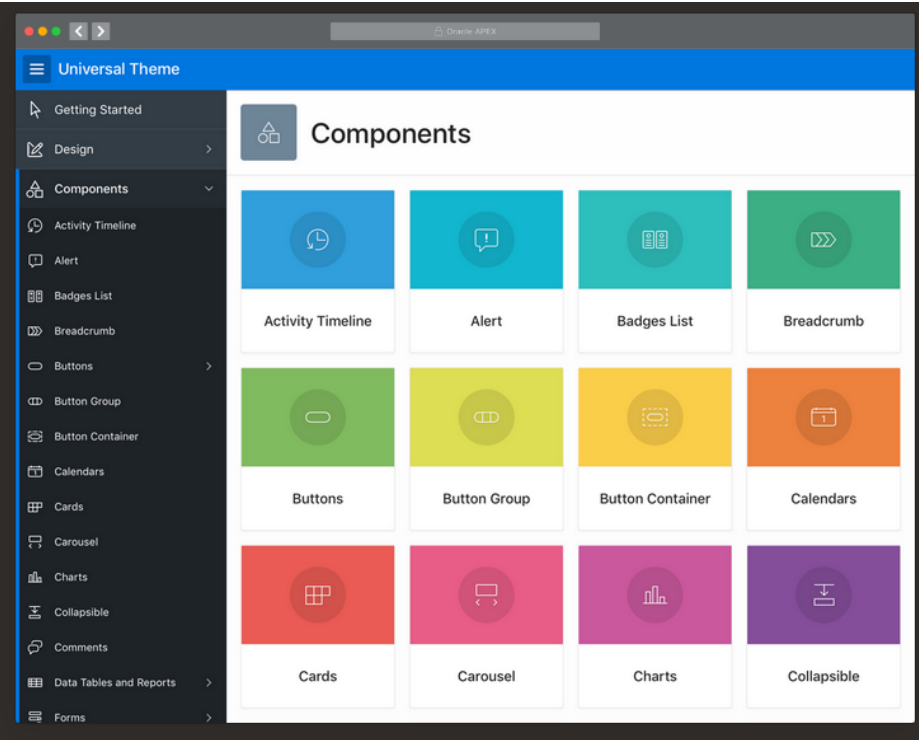 Oracle APEX
Universal Theme
Getting Started
Design
Components
Activity Timeline
Alert
Badges List
Breadcrumb
Buttons
Button Group
Button Container
Calendars
Cards
Carousel
Charts
Collapsible
Comments
Data Tables and Reports
Forms
Components
Activity Timeline
Alert
Badges List
Breadcrumb
Buttons
Button Group
Button Container
Calendars
Cards
Carousel
Charts
Collapsible